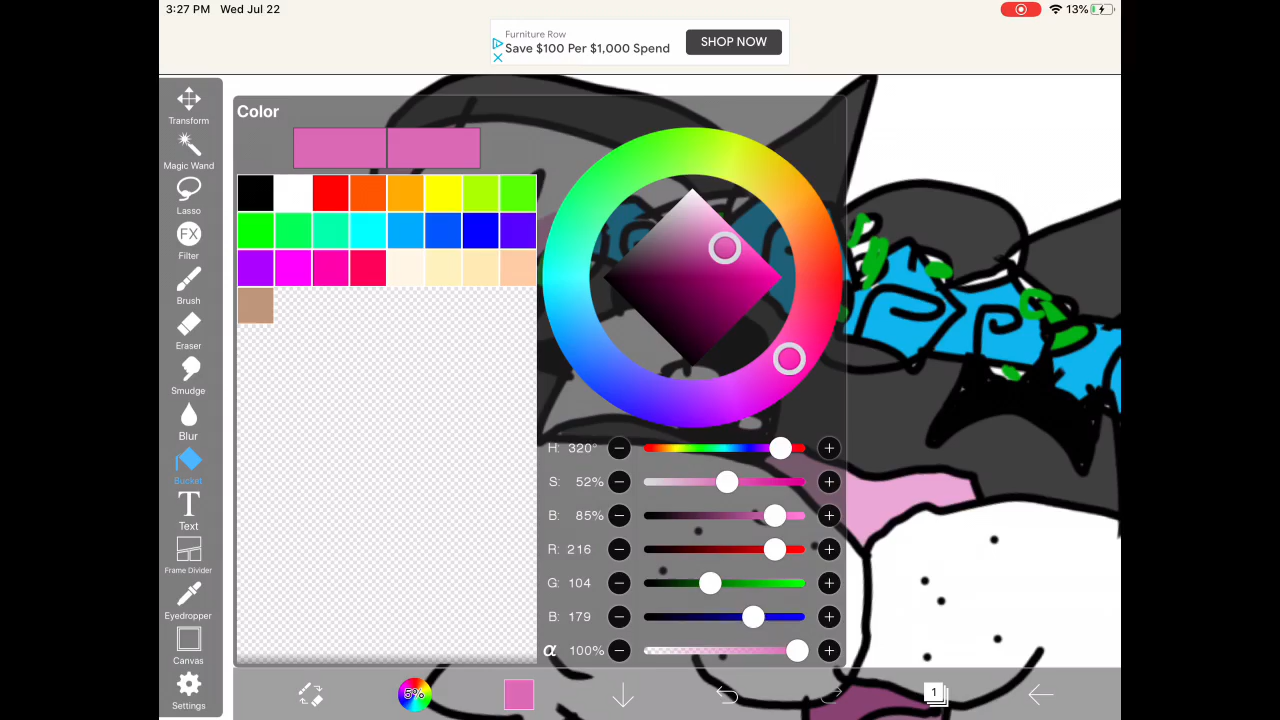 3:27 PM Wed Jul 22
13%
Furniture Row
Save $100 Per $1,000 Spend
SHOP NOW
Transform
Magic Wand
Lasso
FX
Filter
Brush
Eraser
Smudge
Blur
Bucket
T
Text
Frame Divider
Eyedropper
Canvas
Settings
Color
H: 320°
S: 52%
B: 85%
R: 216
G: 104
B: 179
α 100%
5%
1